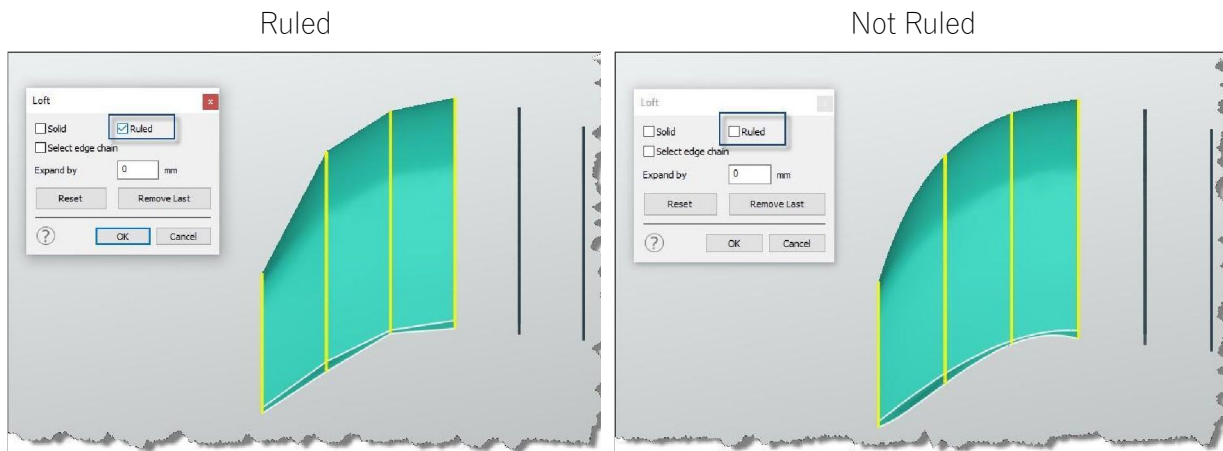 Ruled
Not Ruled
Loft
x
Solid
Ruled
Select edge chain
Expand by 0 mm
Reset
Remove Last
?
OK
Cancel
Loft
x
Solid
Ruled
Select edge chain
Expand by 0 mm
Reset
Remove Last
?
OK
Cancel